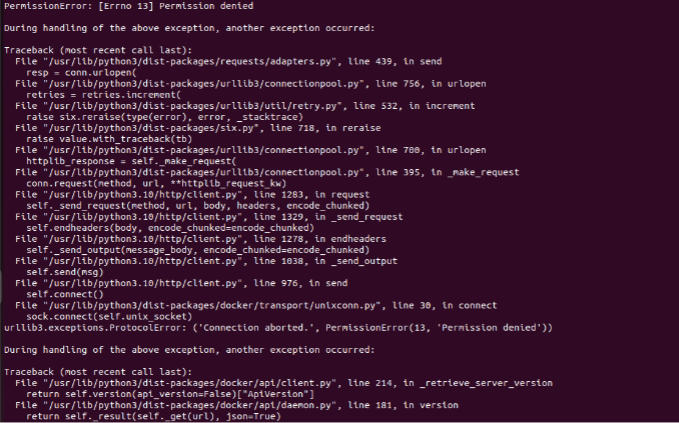 PermissionError: [Errno 13] Permission denied
During handling of the above exception, another exception occurred:
Traceback (most recent call last):
File "/usr/lib/python3/dist-packages/requests/adapters.py", line 439, in send
resp = conn.urlopen(
File "/usr/lib/python3/dist-packages/urllib3/connectionpool.py", line 756, in urlopen
retries = retries.increment(
File "/usr/lib/python3/dist-packages/urllib3/util/retry.py", line 532, in increment
raise six.reraise(type(error), error, _stacktrace)
File "/usr/lib/python3/dist-packages/six.py", line 718, in reraise
raise value.with_traceback(tb)
File "/usr/lib/python3/dist-packages/urllib3/connectionpool.py", line 700, in urlopen
httplib_response = self._make_request(
File "/usr/lib/python3/dist-packages/urllib3/connectionpool.py", line 395, in _make_request
conn.request(method, url, **httplib_request_kw)
File "/usr/lib/python3.10/http/client.py", line 1283, in request
self._send_request(method, url, body, headers, encode_chunked)
File "/usr/lib/python3.10/http/client.py", line 1329, in _send_request
self.endheaders(body, encode_chunked=encode_chunked)
File "/usr/lib/python3.10/http/client.py", line 1278, in endheaders
self._send_output(message_body, encode_chunked=encode_chunked)
File "/usr/lib/python3.10/http/client.py", line 1038, in _send_output
self.send(msg)
File "/usr/lib/python3.10/http/client.py", line 976, in send
self.connect()
File "/usr/lib/python3/dist-packages/docker/transport/unixconn.py", line 30, in connect
sock.connect(self.unix_socket)
urllib3.exceptions.ProtocolError: ('Connection aborted.', PermissionError(13, 'Permission denied'))
During handling of the above exception, another exception occurred:
Traceback (most recent call last):
File "/usr/lib/python3/dist-packages/docker/api/client.py", line 214, in _retrieve_server_version
return self.version(api_version=False)["ApiVersion"]
File "/usr/lib/python3/dist-packages/docker/api/daemon.py", line 181, in version
return self._result(self._get(url), json=True)